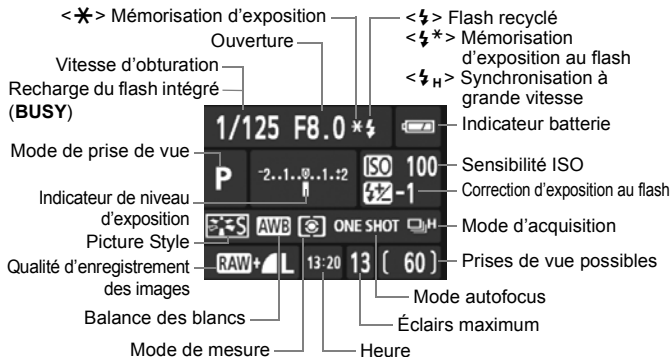 <✱> Mémorisation d'exposition
Ouverture
Vitesse d'obturation
Recharge du flash intégré
(BUSY)
<⚡> Flash recyclé
<⚡*> Mémorisation
d'exposition au flash
<⚡H> Synchronisation à
grande vitesse
1/125 F8.0 ✱⚡
Indicateur batterie
Mode de prise de vue
P
-2..1..0..1.:2
ISO 100
Sensibilité ISO
-1
Correction d'exposition au flash
Indicateur de niveau
d'exposition
Picture Style
S AWB ONE SHOT H
Mode d'acquisition
Qualité d'enregistrement
des images
RAW+L 13:20 13 [ 60]
Prises de vue possibles
Mode autofocus
Balance des blancs
Éclairs maximum
Mode de mesure
Heure